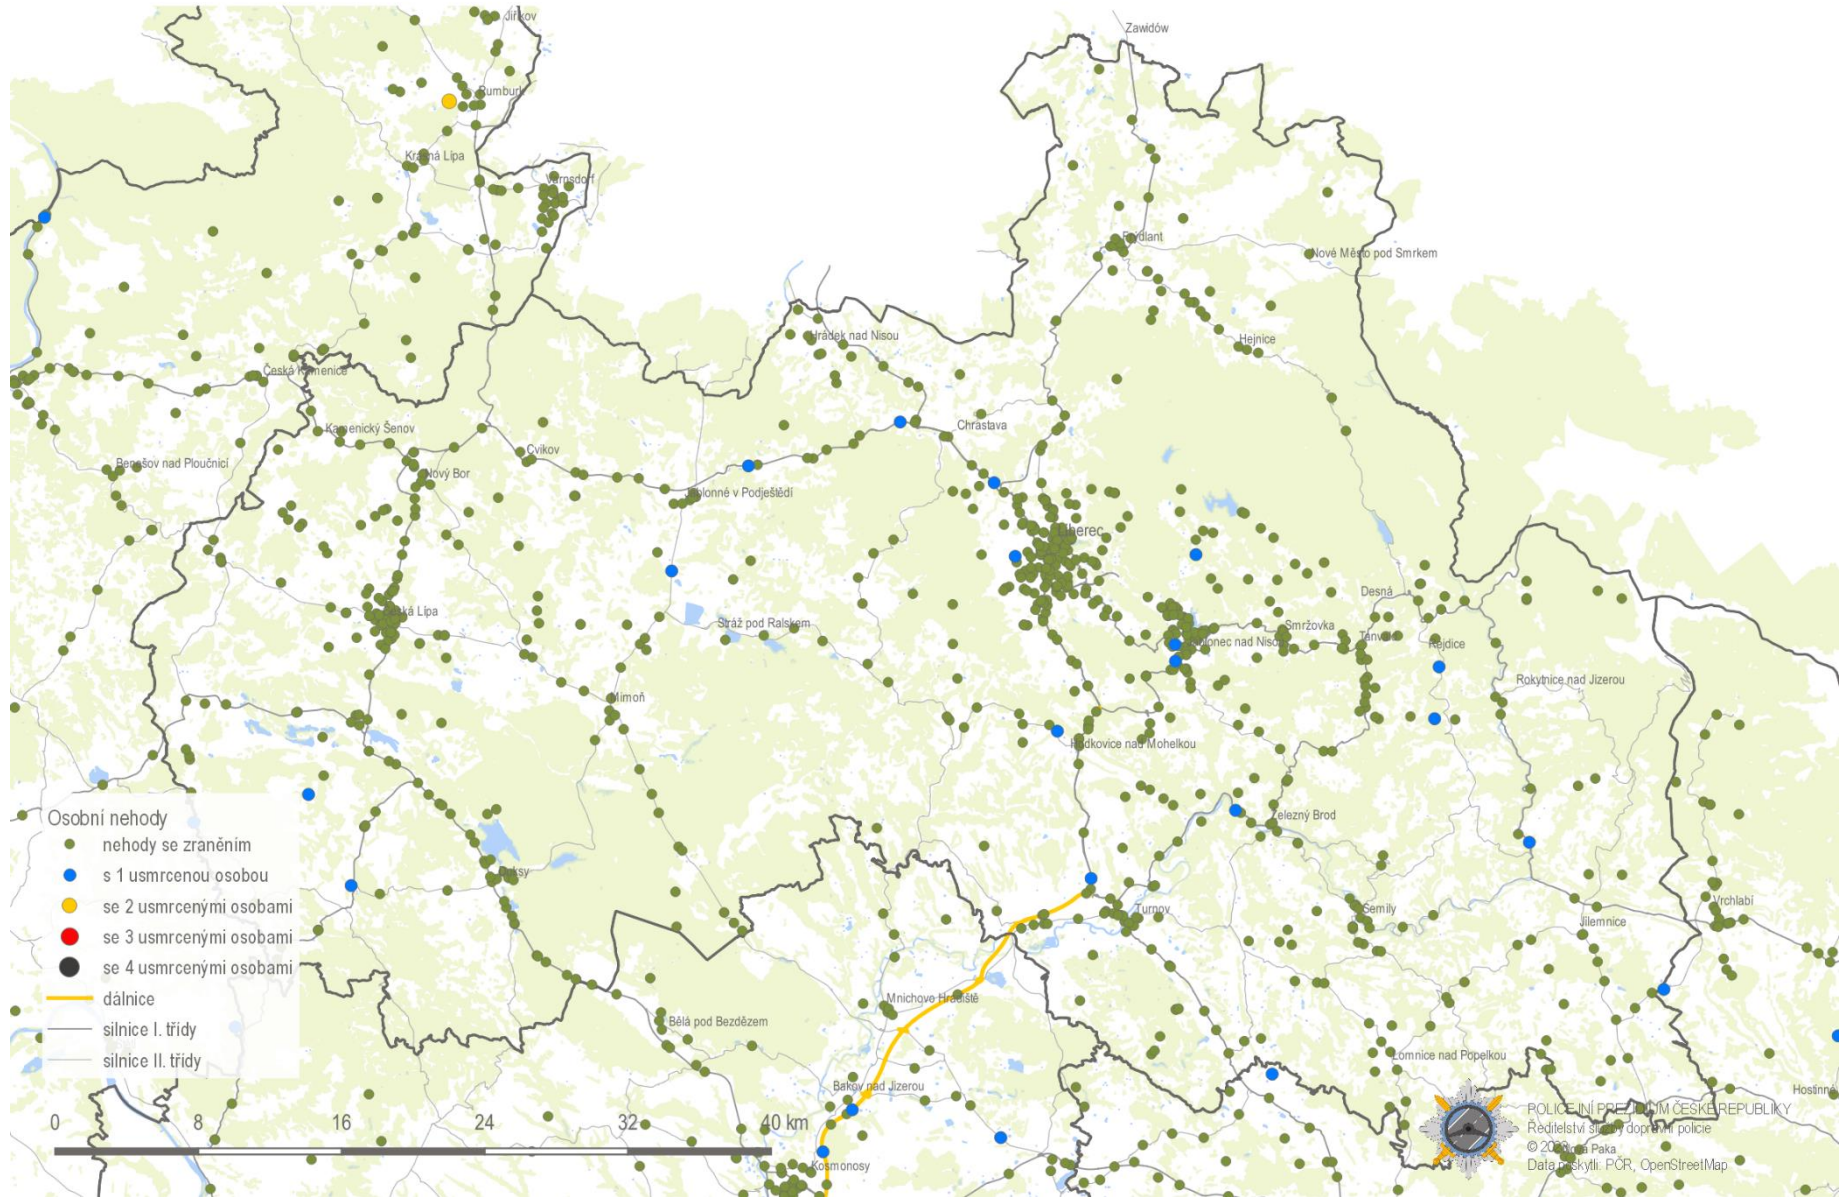 Zawidów
Jiříkov
Rumburk
Krásná Lípa
Varnsdorf
Frýdlant
Nové Město pod Smrkem
Hrádek nad Nisou
Hejnice
Česká Kamenice
Kamenický Šenov
Chrastava
Cvikov
Benešov nad Ploučnicí
Nový Bor
Jablonné v Podještědí
Liberec
Desná
Česká Lípa
Stráž pod Ralskem
Smržovka
Tanvald
Jablonec nad Nisou
Rejdice
Rokytnice nad Jizerou
Mimoň
Hodkovice nad Mohelkou
Železný Brod
Osobní nehody
nehody se zraněním
s 1 usmrcenou osobou
se 2 usmrcenými osobami
se 3 usmrcenými osobami
se 4 usmrcenými osobami
dálnice
silnice I. třídy
silnice II. třídy
Doksy
Turnov
Semily
Jilemnice
Vrchlabí
Mnichovo Hradiště
Bělá pod Bezdězem
Lomnice nad Popelkou
Bakov nad Jizerou
Hostinné
0 8 16 24 32 40 km
Kosmonosy
POLICEJNÍ PREZIDIUM ČESKÉ REPUBLIKY
Ředitelství služby dopravní policie
Nová Paka
Data poskytli: PČR, OpenStreetMap